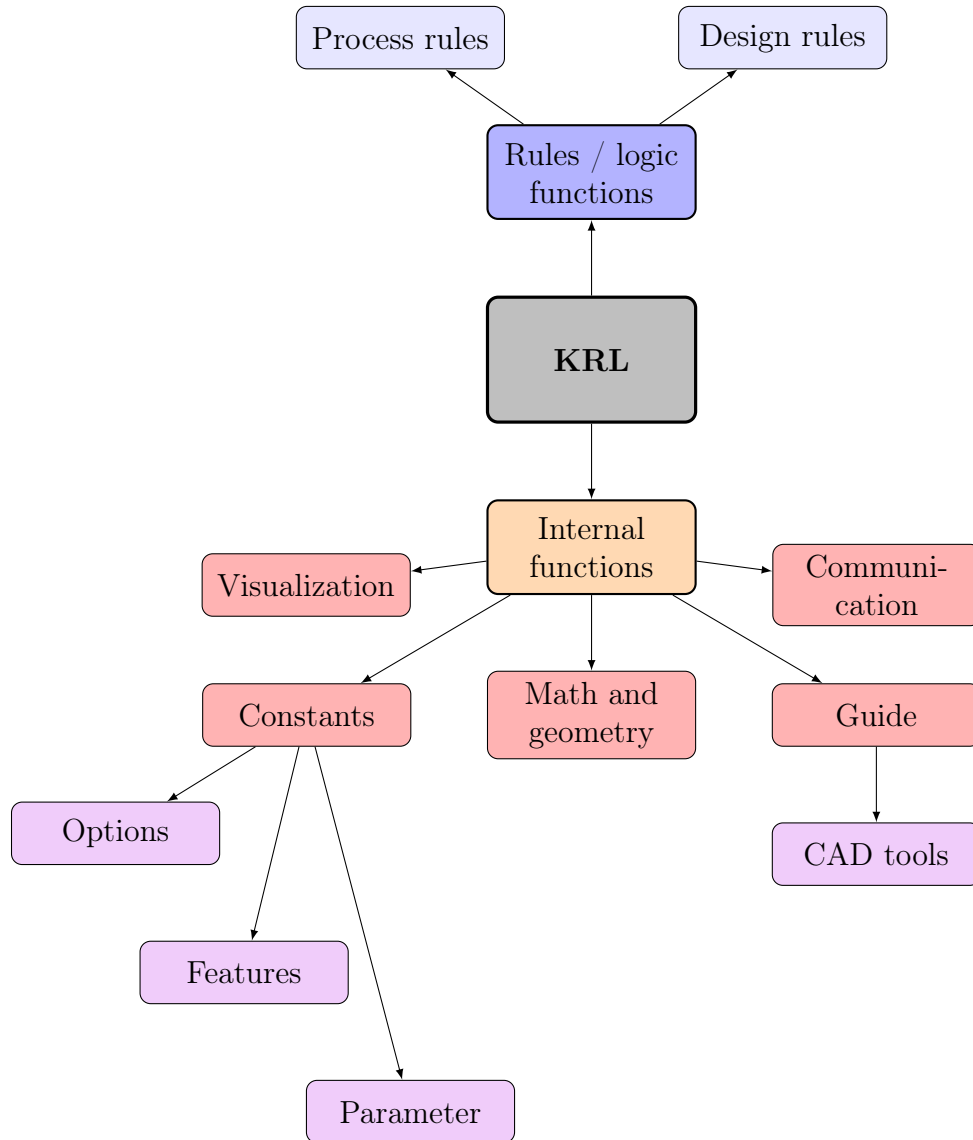 Process rules
Design rules
Rules / logic
functions
KRL
Internal
functions
Visualization
Communi-
cation
Constants
Math and
geometry
Guide
Options
CAD tools
Features
Parameter